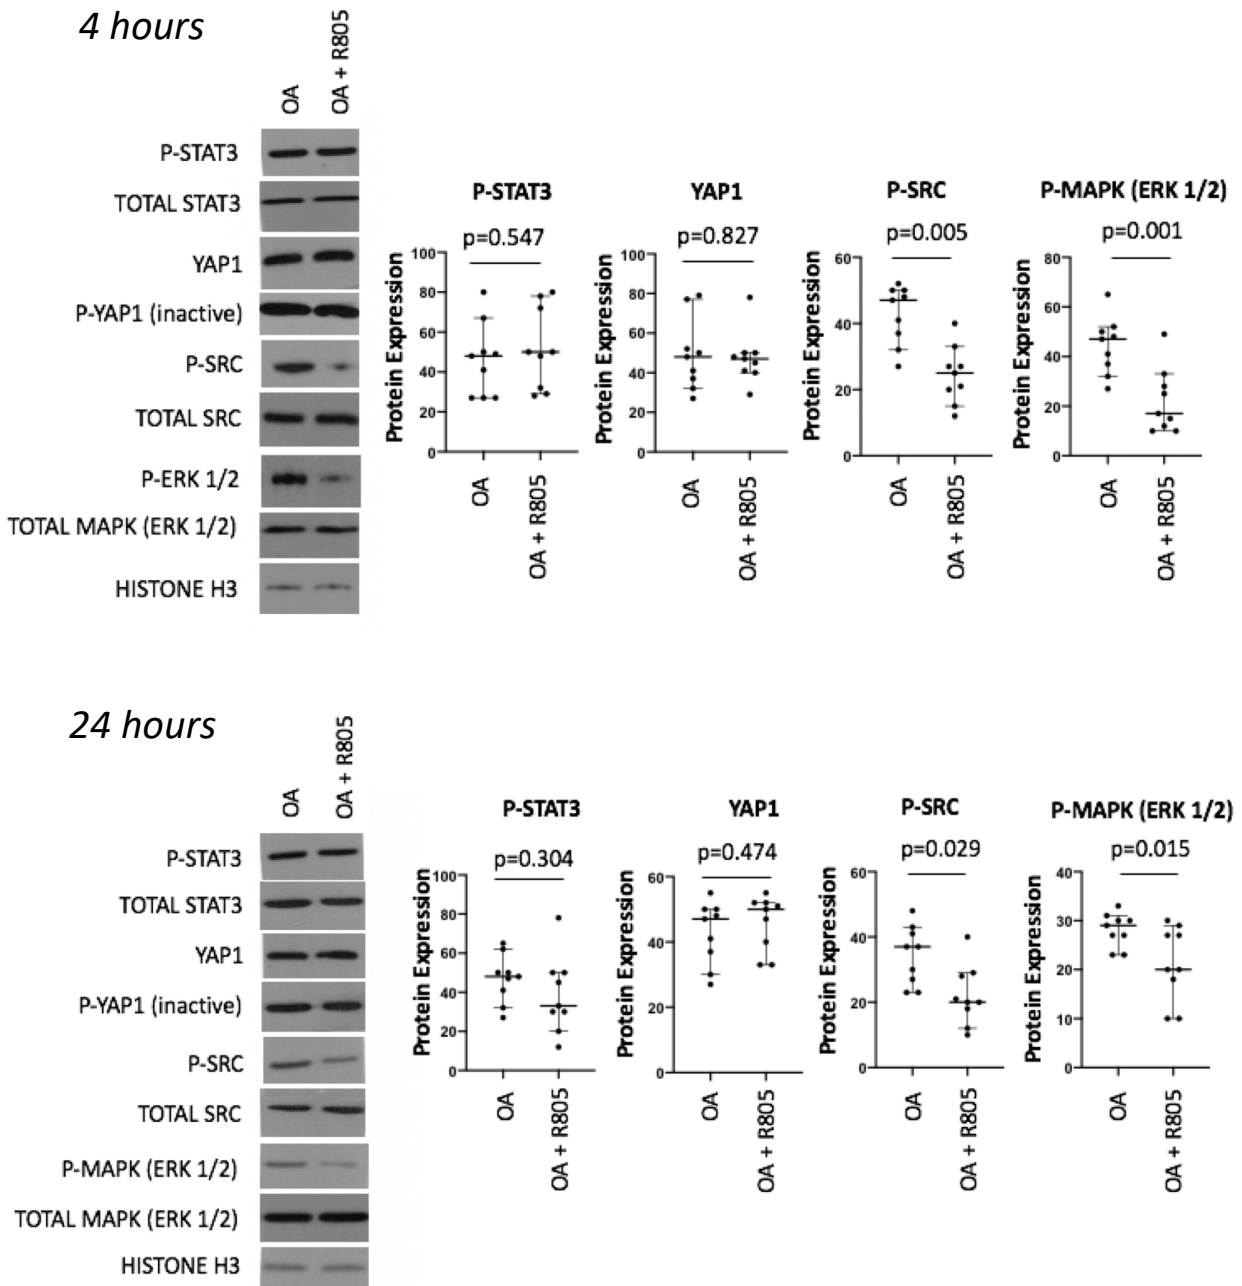 4 hours
OA
OA + R805
P-STAT3
TOTAL STAT3
YAP1
P-YAP1 (inactive)
P-SRC
TOTAL SRC
P-ERK 1/2
TOTAL MAPK (ERK 1/2)
HISTONE H3
P-STAT3
p=0.547
Protein Expression
100
80
60
40
20
0
OA
OA + R805
YAP1
p=0.827
Protein Expression
100
80
60
40
20
0
OA
OA + R805
P-SRC
p=0.005
Protein Expression
60
40
20
0
OA
OA + R805
P-MAPK (ERK 1/2)
p=0.001
Protein Expression
80
60
40
20
0
OA
OA + R805
24 hours
OA
OA + R805
P-STAT3
TOTAL STAT3
YAP1
P-YAP1 (inactive)
P-SRC
TOTAL SRC
P-MAPK (ERK 1/2)
TOTAL MAPK (ERK 1/2)
HISTONE H3
P-STAT3
p=0.304
Protein Expression
100
80
60
40
20
0
OA
OA + R805
YAP1
p=0.474
Protein Expression
60
40
20
0
OA
OA + R805
P-SRC
p=0.029
Protein Expression
60
40
20
0
OA
OA + R805
P-MAPK (ERK 1/2)
p=0.015
Protein Expression
40
30
20
10
0
OA
OA + R805